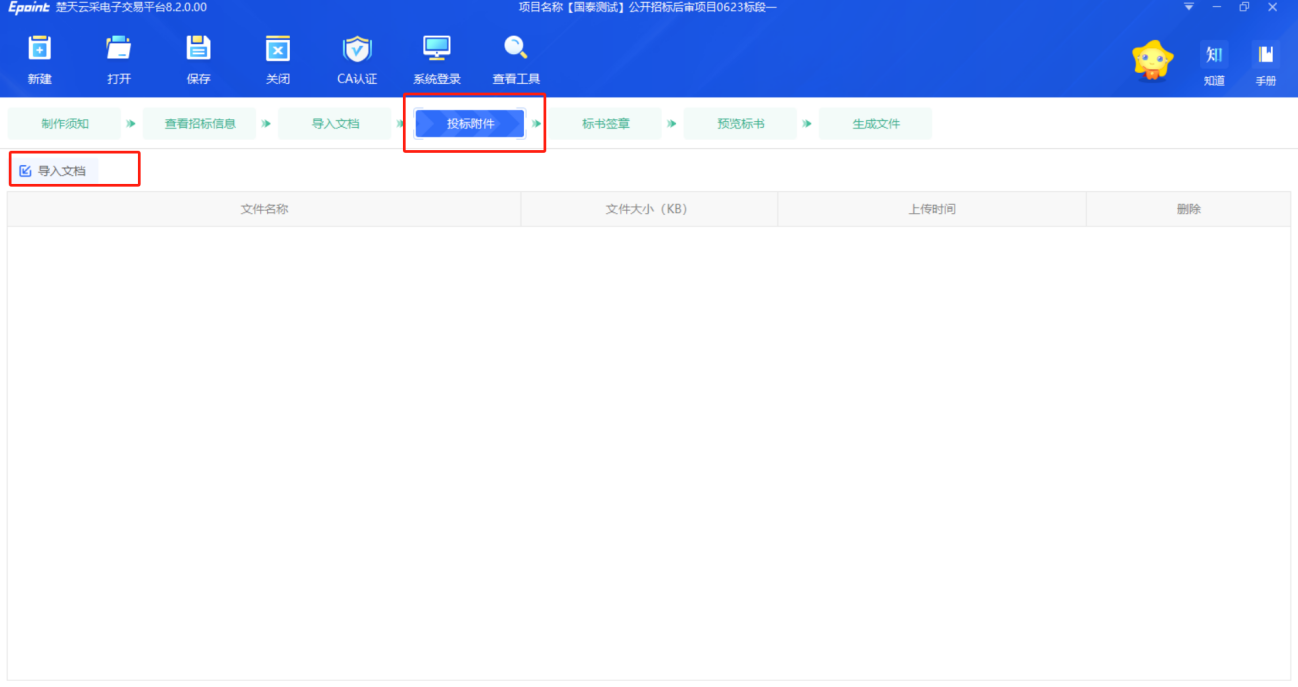 Epoint 楚天云采电子交易平台8.2.0.00 项目名称【国泰测试】公开招标后审项目0623标段一
新建 打开 保存 关闭 CA认证 系统登录 查看工具 知道 手册
知
制作须知 查看招标信息 导入文档 投标附件 标书签章 预览标书 生成文件
导入文档
文件名称 文件大小（KB） 上传时间 删除